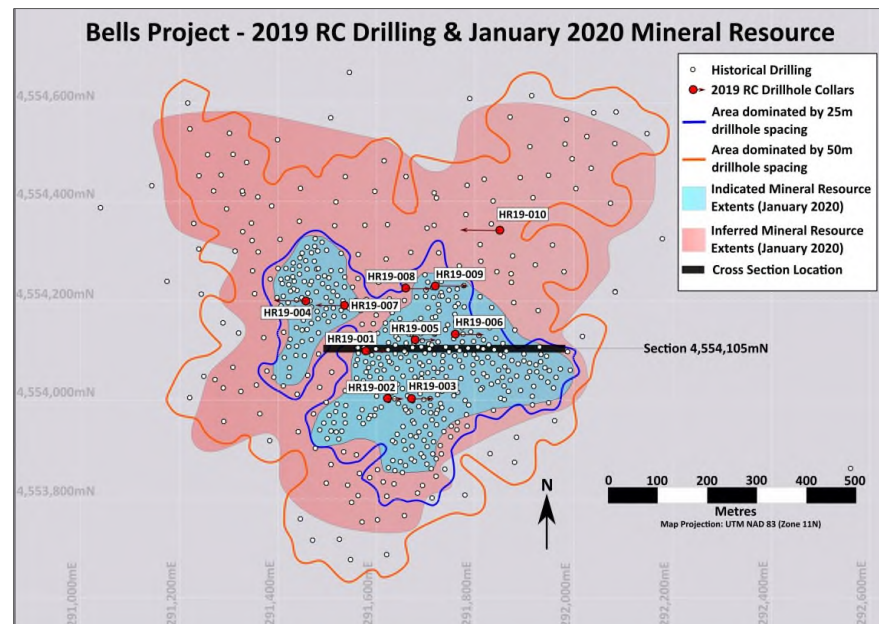 Bells Project - 2019 RC Drilling & January 2020 Mineral Resource
Historical Drilling
2019 RC Drillhole Collars
Area dominated by 25m
drillhole spacing
Area dominated by 50m
drillhole spacing
Indicated Mineral Resource
Extents (January 2020)
Inferred Mineral Resource
Extents (January 2020)
Cross Section Location
4,554,600mN
4,554,400mN
4,554,200mN
4,554,000mN
4,553,800mN
HR19-010
HR19-008
HR19-009
HR19-004
HR19-007
HR19-001
HR19-005
HR19-006
HR19-002
HR19-003
Section 4,554,105mN
N
0 100 200 300 400 500
Metres
Map Projection: UTM NAD 83 (Zone 11N)
291,000mE
291,200mE
291,400mE
291,600mE
291,800mE
292,000mE
292,200mE
292,400mE
292,600mE